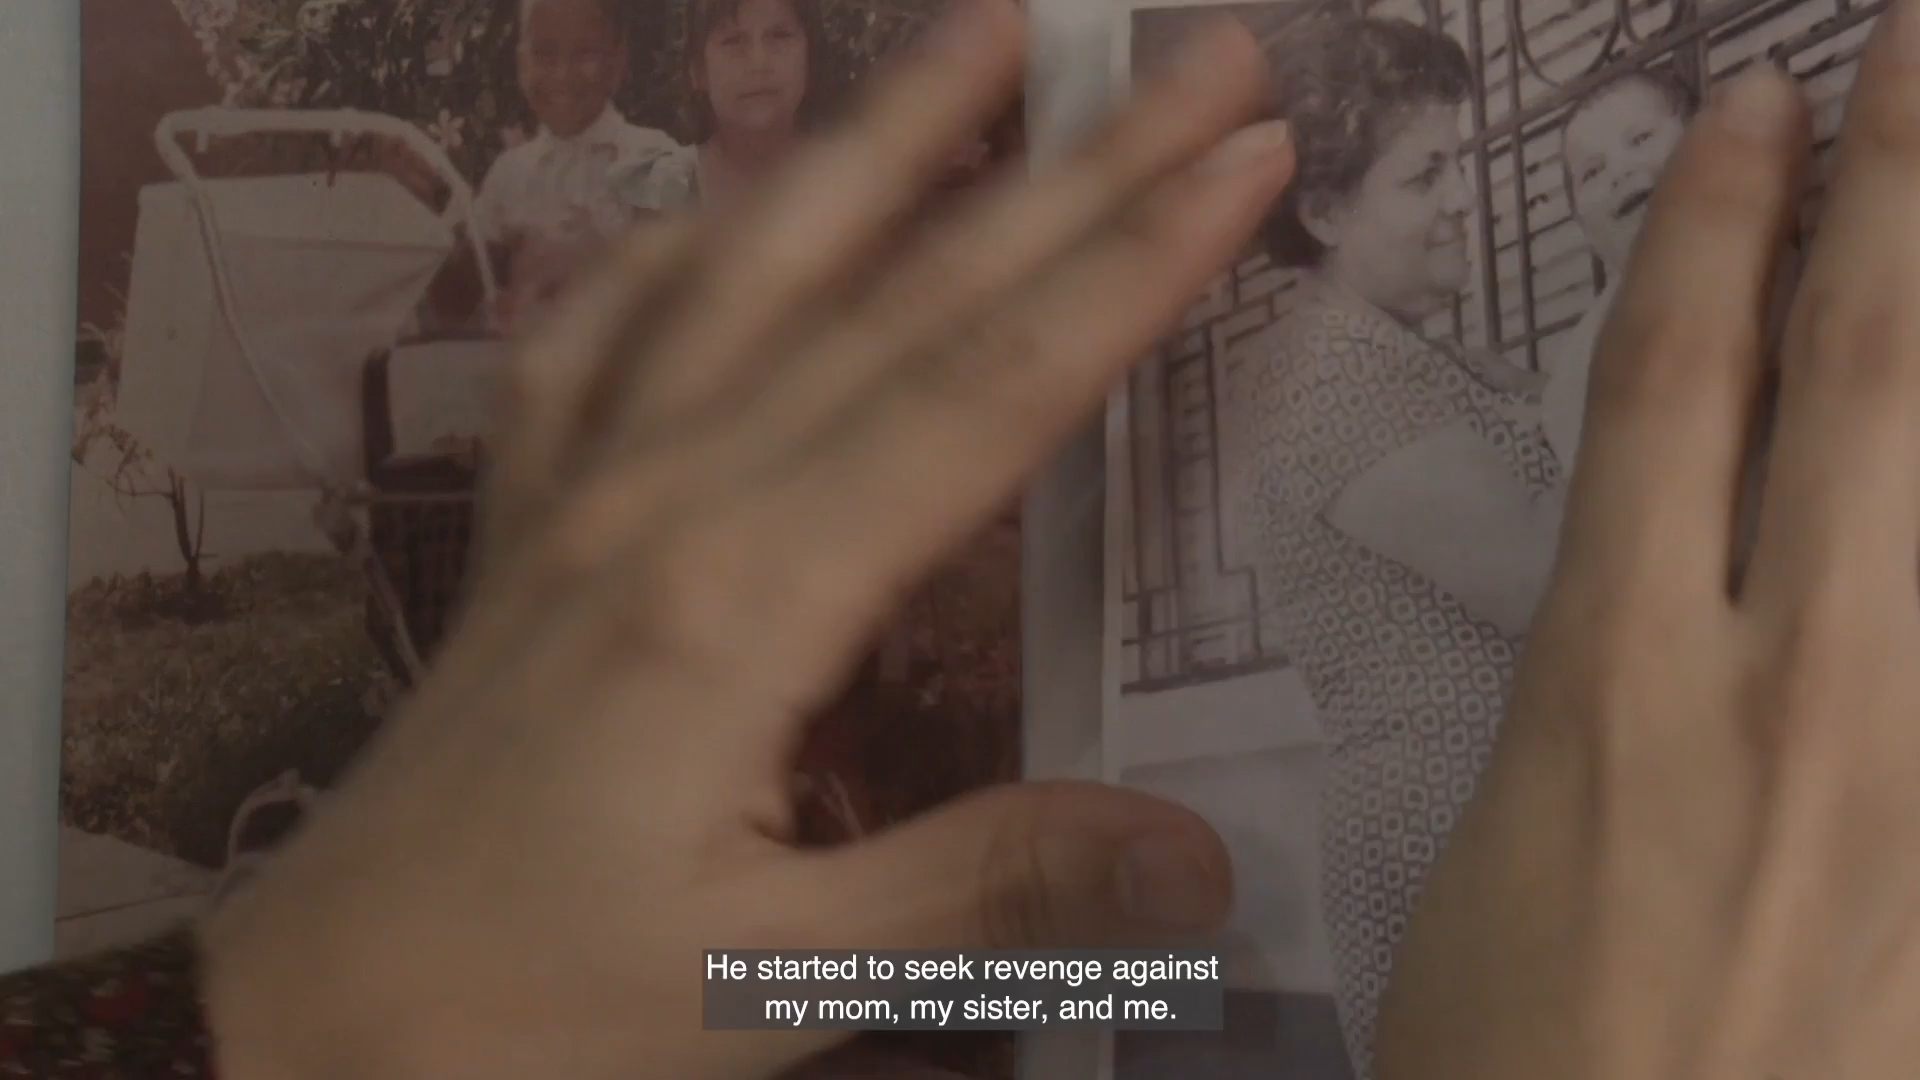 He started to seek revenge against
my mom, my sister, and me.